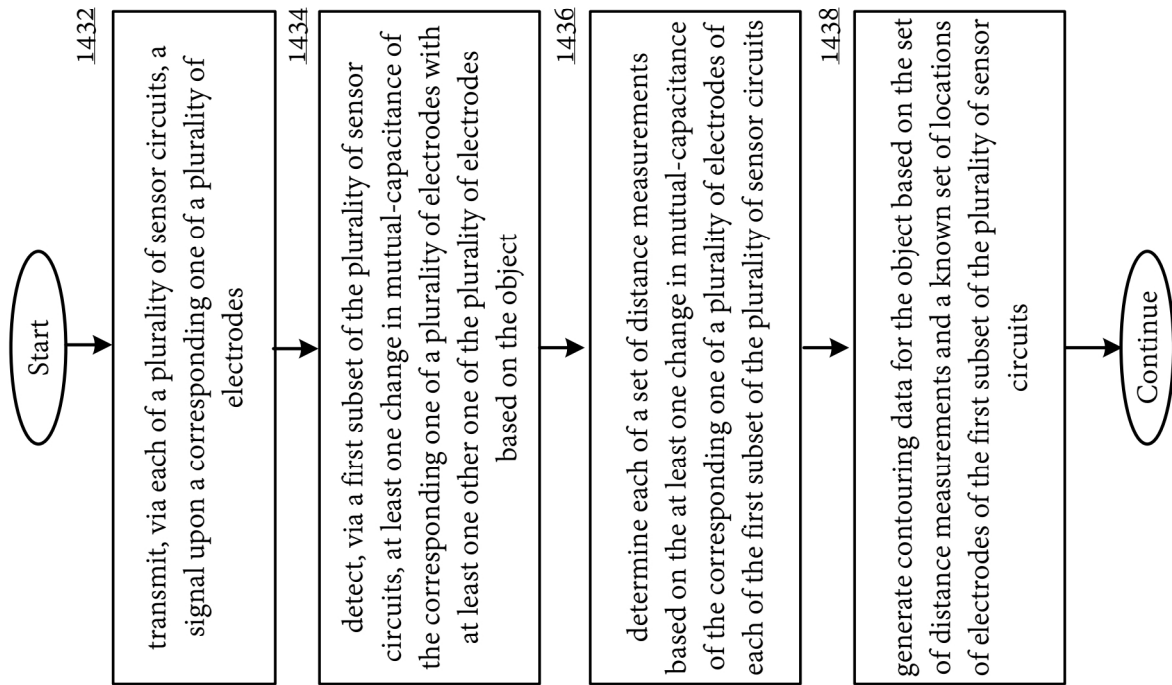 Start
1432
transmit, via each of a plurality of sensor circuits, a
signal upon a corresponding one of a plurality of
electrodes
1434
detect, via a first subset of the plurality of sensor
circuits, at least one change in mutual-capacitance of
the corresponding one of a plurality of electrodes with
at least one other one of the plurality of electrodes
based on the object
1436
determine each of a set of distance measurements
based on the at least one change in mutual-capacitance
of the corresponding one of a plurality of electrodes of
each of the first subset of the plurality of sensor circuits
1438
generate contouring data for the object based on the set
of distance measurements and a known set of locations
of electrodes of the first subset of the plurality of sensor
circuits
Continue